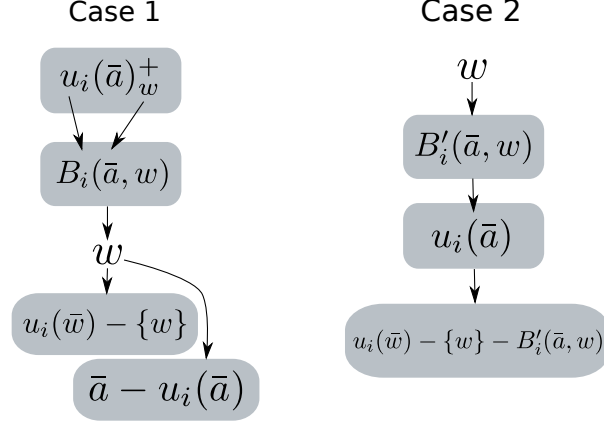 Case 1
u_i(ā)_w^+
B_i(ā, w)
w
u_i(w̄) − {w}
ā − u_i(ā)
Case 2
w
B′_i(ā, w)
u_i(ā)
u_i(w̄) − {w} − B′_i(ā, w)